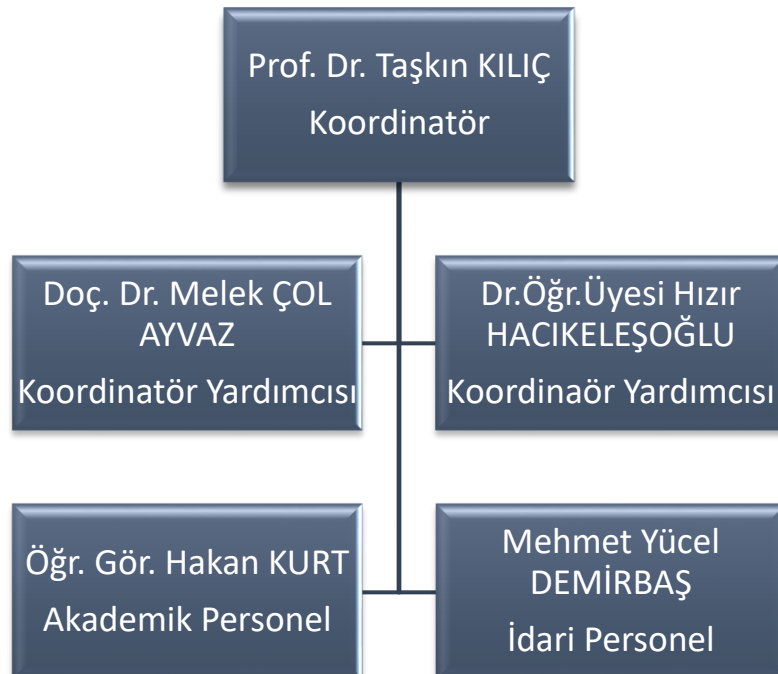 Prof. Dr. Taşkın KILIÇ
Koordinatör
Doç. Dr. Melek ÇOL
AYVAZ
Koordinatör Yardımcısı
Dr.Öğr.Üyesi Hızır
HACIKELEŞOĞLU
Koordinaör Yardımcısı
Öğr. Gör. Hakan KURT
Akademik Personel
Mehmet Yücel
DEMİRBAŞ
İdari Personel